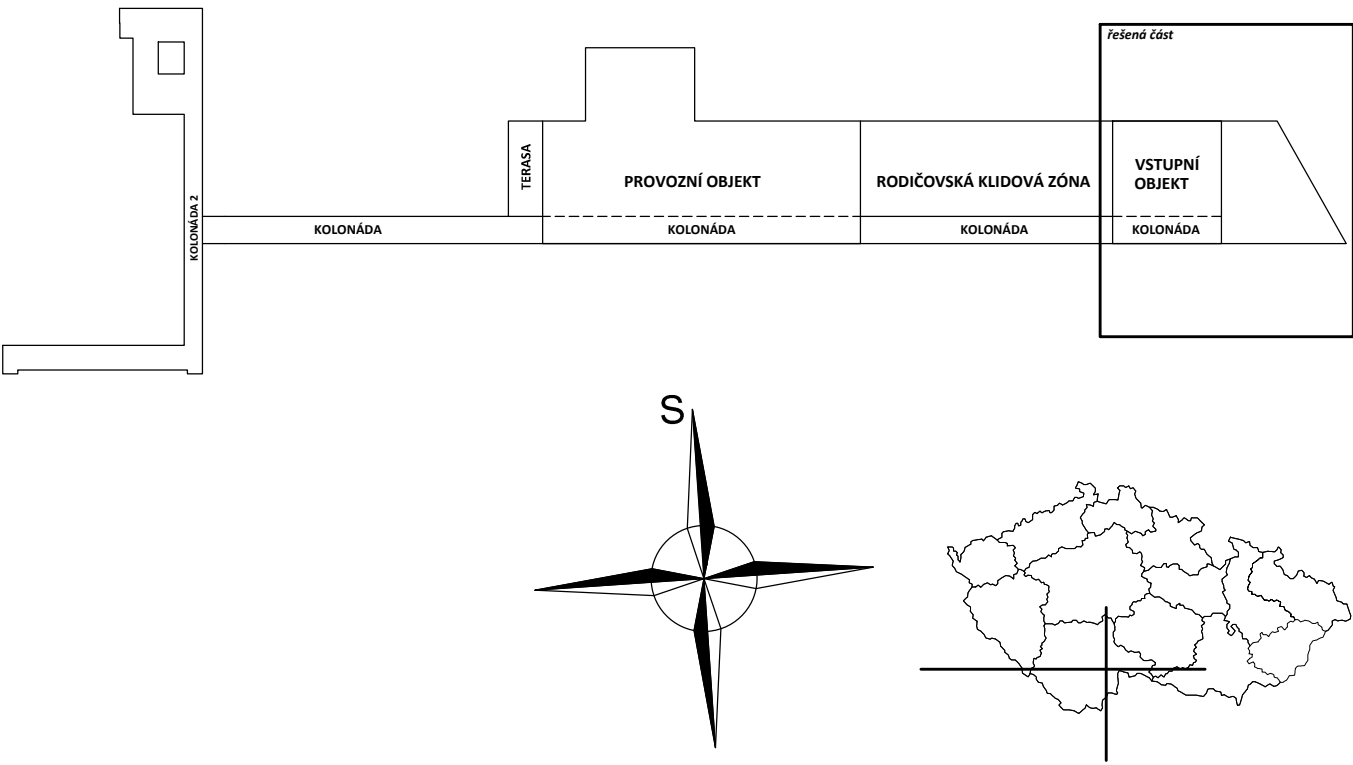 řešená část
TERASA
PROVOZNÍ OBJEKT
RODIČOVSKÁ KLIDOVÁ ZÓNA
VSTUPNÍ
OBJEKT
KOLONÁDA 2
KOLONÁDA
KOLONÁDA
KOLONÁDA
KOLONÁDA
S